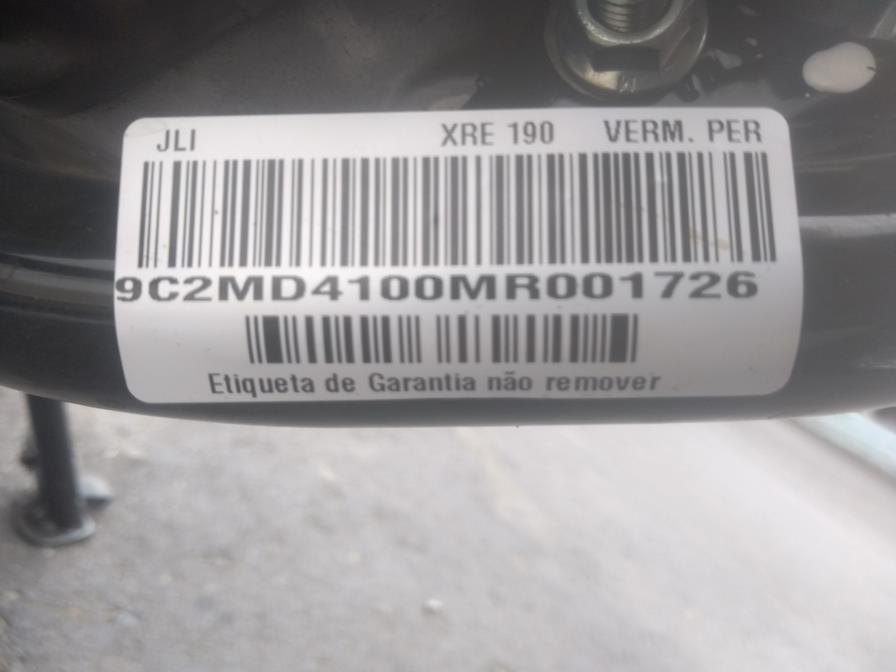 JLI XRE 190 VERM. PER
9C2MD4100MR001726
Etiqueta de Garantia não remover